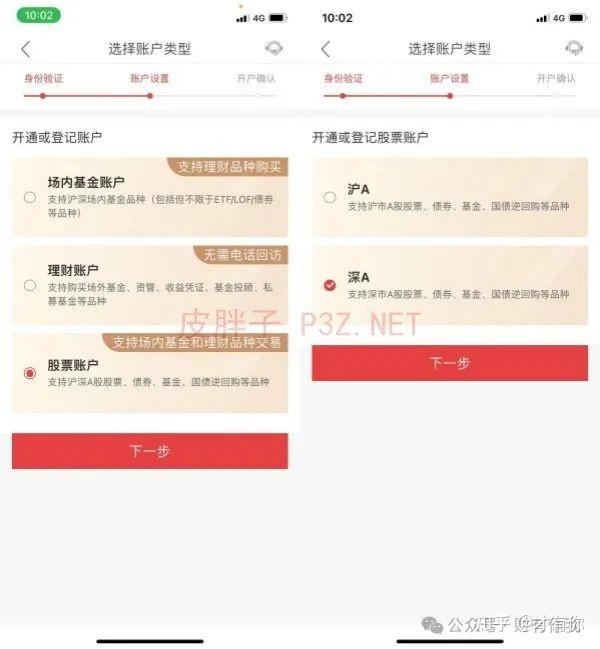 10:02
4G
选择账户类型
身份验证
账户设置
开户确认
开通或登记账户
支持理财品种购买
场内基金账户
支持沪深场内基金品种（包括但不限于ETF/LOF/债券
等品种）
无需电话回访
理财账户
支持购买场外基金、资管、收益凭证、基金投顾、私
募基金等品种
支持场内基金和理财品种交易
股票账户
支持沪深A股股票、债券、基金、国债逆回购等品种
下一步
10:02
4G
选择账户类型
身份验证
账户设置
开户确认
开通或登记股票账户
沪A
支持沪市A股股票、债券、基金、国债逆回购等品种
深A
支持深市A股股票、债券、基金、国债逆回购等品种
下一步
皮胖子 P3Z.NET
公众号
知乎